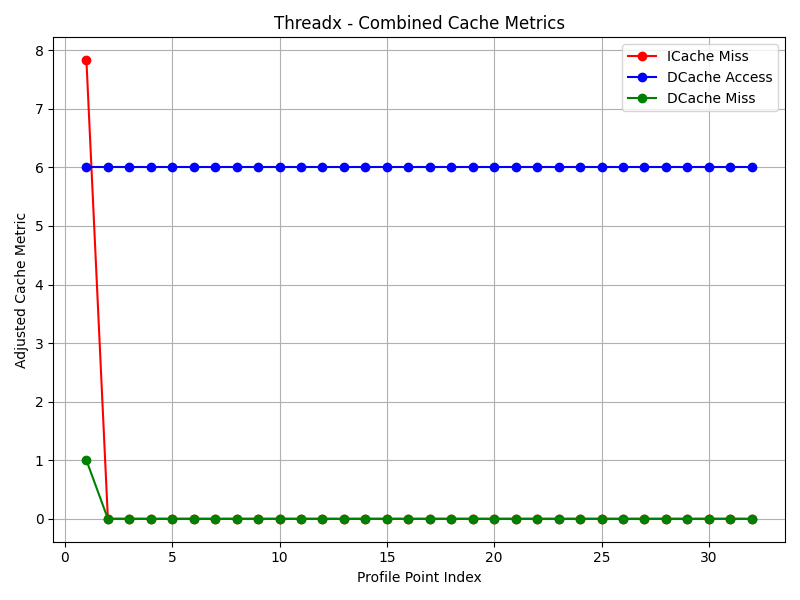 Threadx - Combined Cache Metrics
ICache Miss
DCache Access
DCache Miss
Adjusted Cache Metric
8
7
6
5
4
3
2
1
0
0 5 10 15 20 25 30
Profile Point Index